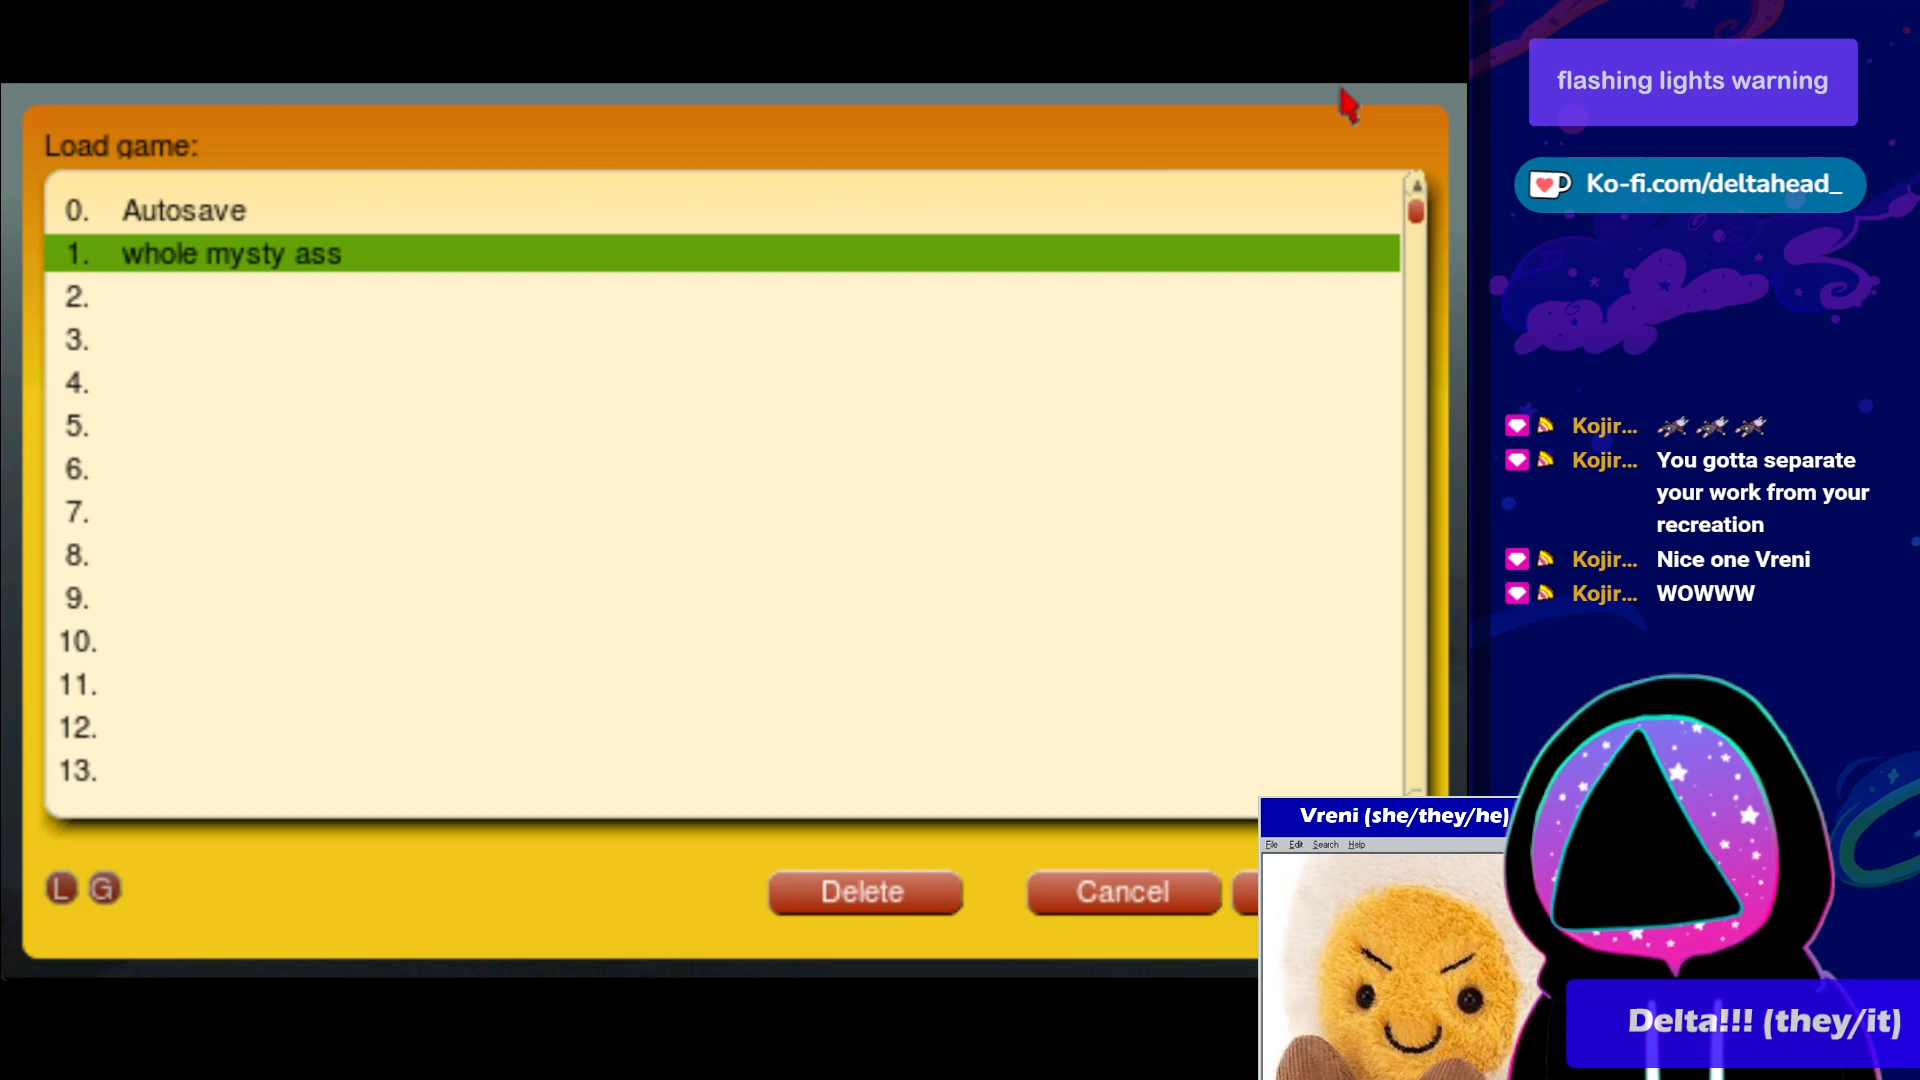 Load game:
0. Autosave
1. whole mysty ass
2.
3.
4.
5.
6.
7.
8.
9.
10.
11.
12.
13.
L G
Delete
Cancel
flashing lights warning
Ko-fi.com/deltahead_
Kojir...
Kojir... You gotta separate
your work from your
recreation
Kojir... Nice one Vreni
Kojir... WOWWW
Vreni (she/they/he)
File Edit Search Help
Delta!!! (they/it)